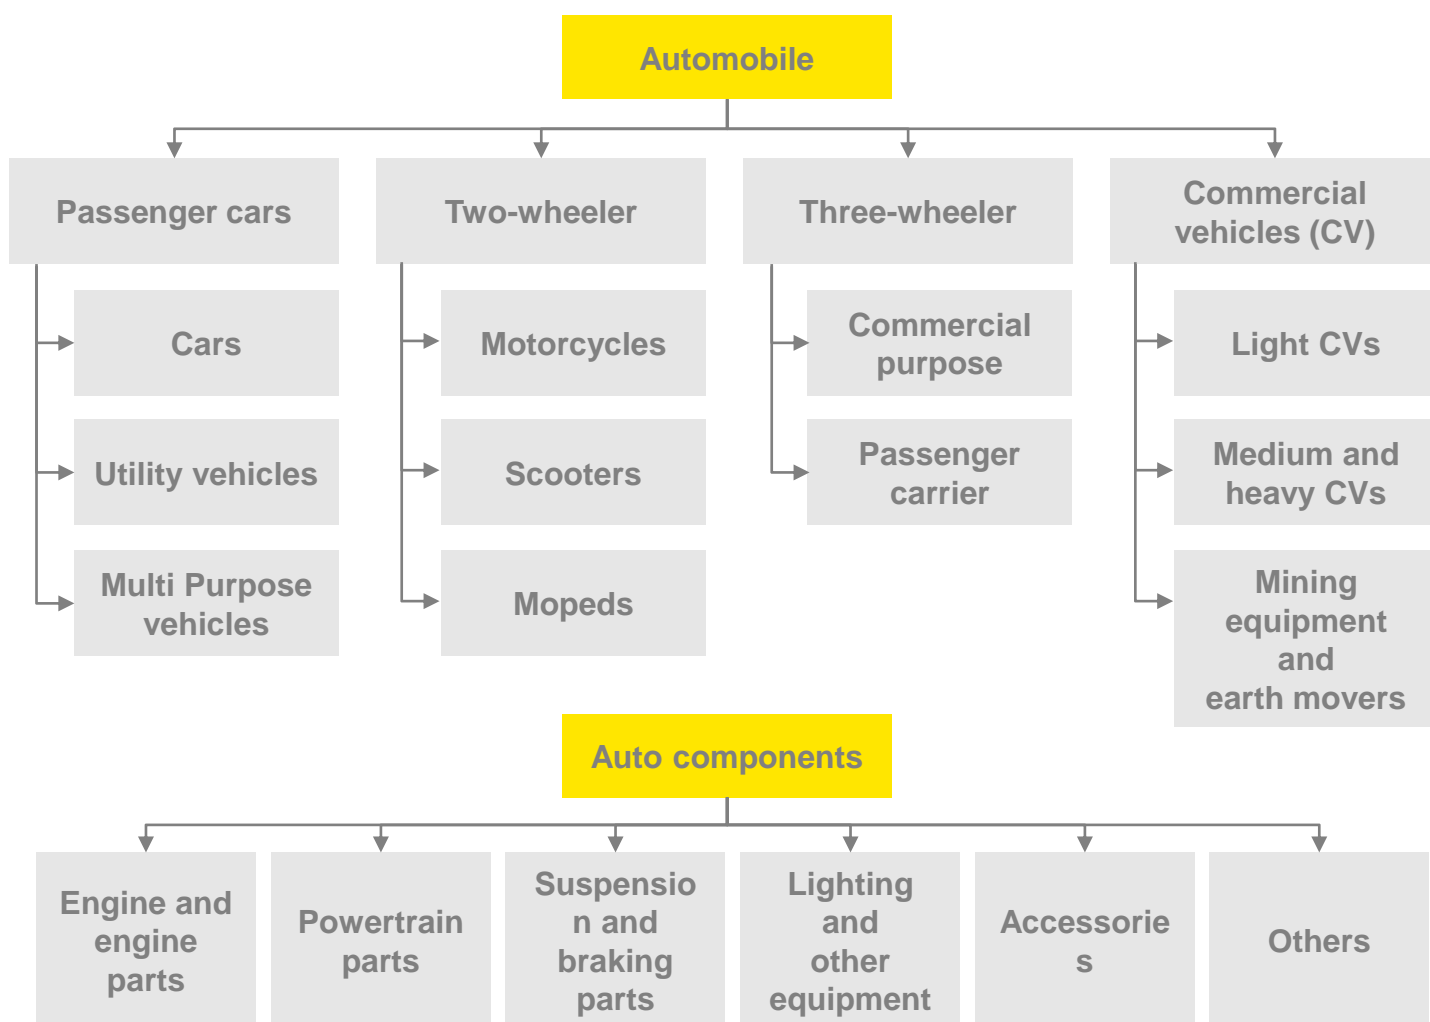 Automobile
Passenger cars
Two-wheeler
Three-wheeler
Commercial
vehicles (CV)
Cars
Motorcycles
Commercial
purpose
Light CVs
Utility vehicles
Scooters
Passenger
carrier
Medium and
heavy CVs
Multi Purpose
vehicles
Mopeds
Mining
equipment
and
earth movers
Auto components
Engine and
engine
parts
Powertrain
parts
Suspensio
n and
braking
parts
Lighting
and
other
equipment
Accessorie
s
Others